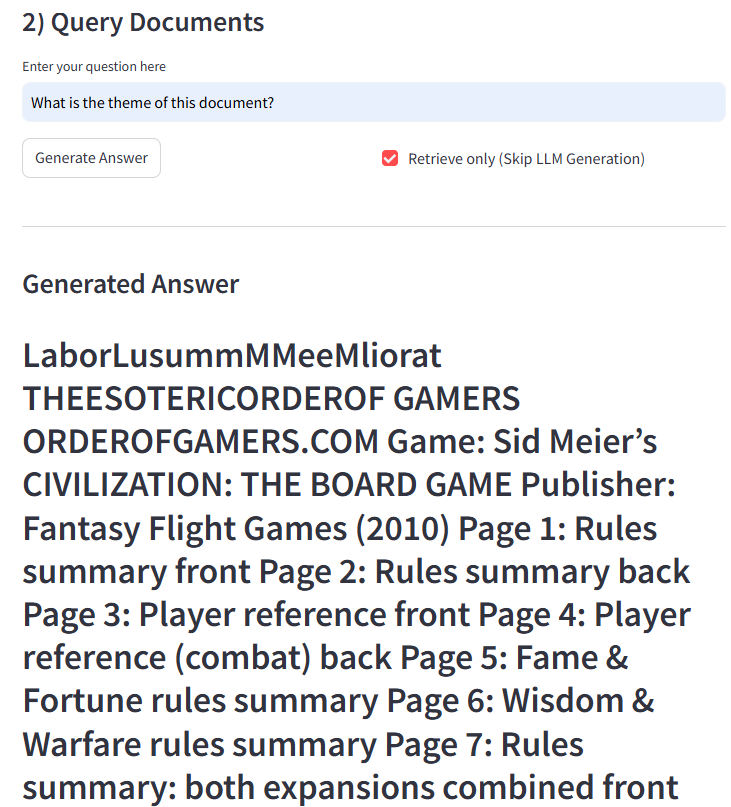 2) Query Documents
Enter your question here
What is the theme of this document?
Generate Answer
Retrieve only (Skip LLM Generation)
Generated Answer
LaborLusummMMeeMliorat
THEESOTERICORDEROF GAMERS
ORDEROFGAMERS.COM Game: Sid Meier’s
CIVILIZATION: THE BOARD GAME Publisher:
Fantasy Flight Games (2010) Page 1: Rules
summary front Page 2: Rules summary back
Page 3: Player reference front Page 4: Player
reference (combat) back Page 5: Fame &
Fortune rules summary Page 6: Wisdom &
Warfare rules summary Page 7: Rules
summary: both expansions combined front